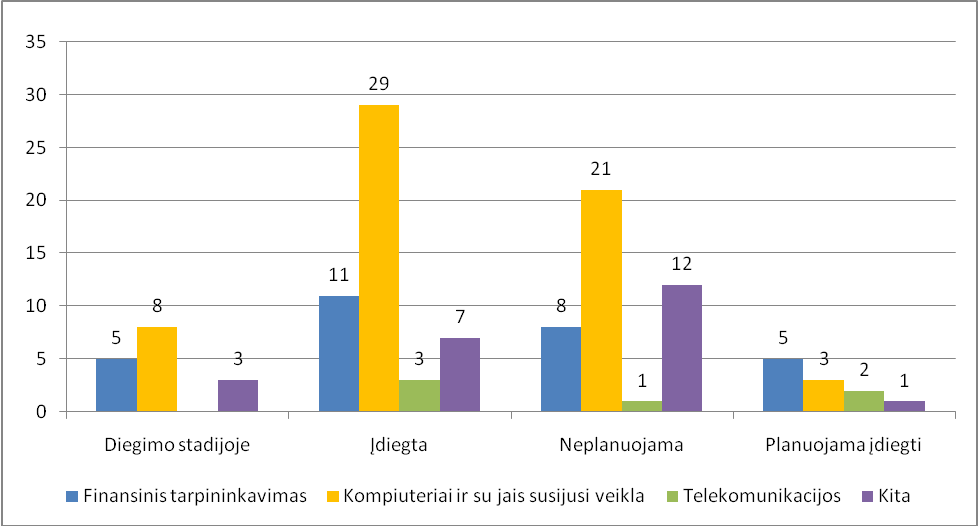 35
30
25
20
15
10
5
0
5
8
3
11
29
3
7
8
21
1
12
5
3
2
1
Diegimo stadijoje
Įdiegta
Neplanuojama
Planuojama įdiegti
Finansinis tarpininkavimas
Kompiuteriai ir su jais susijusi veikla
Telekomunikacijos
Kita